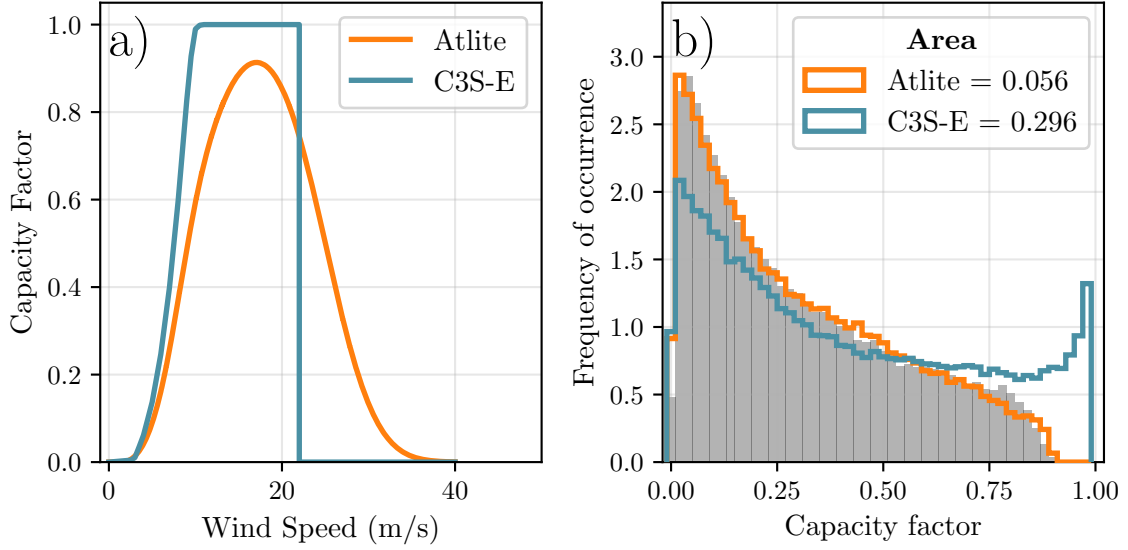 a)
Atlite
C3S-E
Capacity Factor
1.0
0.8
0.6
0.4
0.2
0.0
0
20
40
Wind Speed (m/s)
b)
Area
Atlite = 0.056
C3S-E = 0.296
Frequency of occurrence
3.0
2.5
2.0
1.5
1.0
0.5
0.0
0.00
0.25
0.50
0.75
1.00
Capacity factor